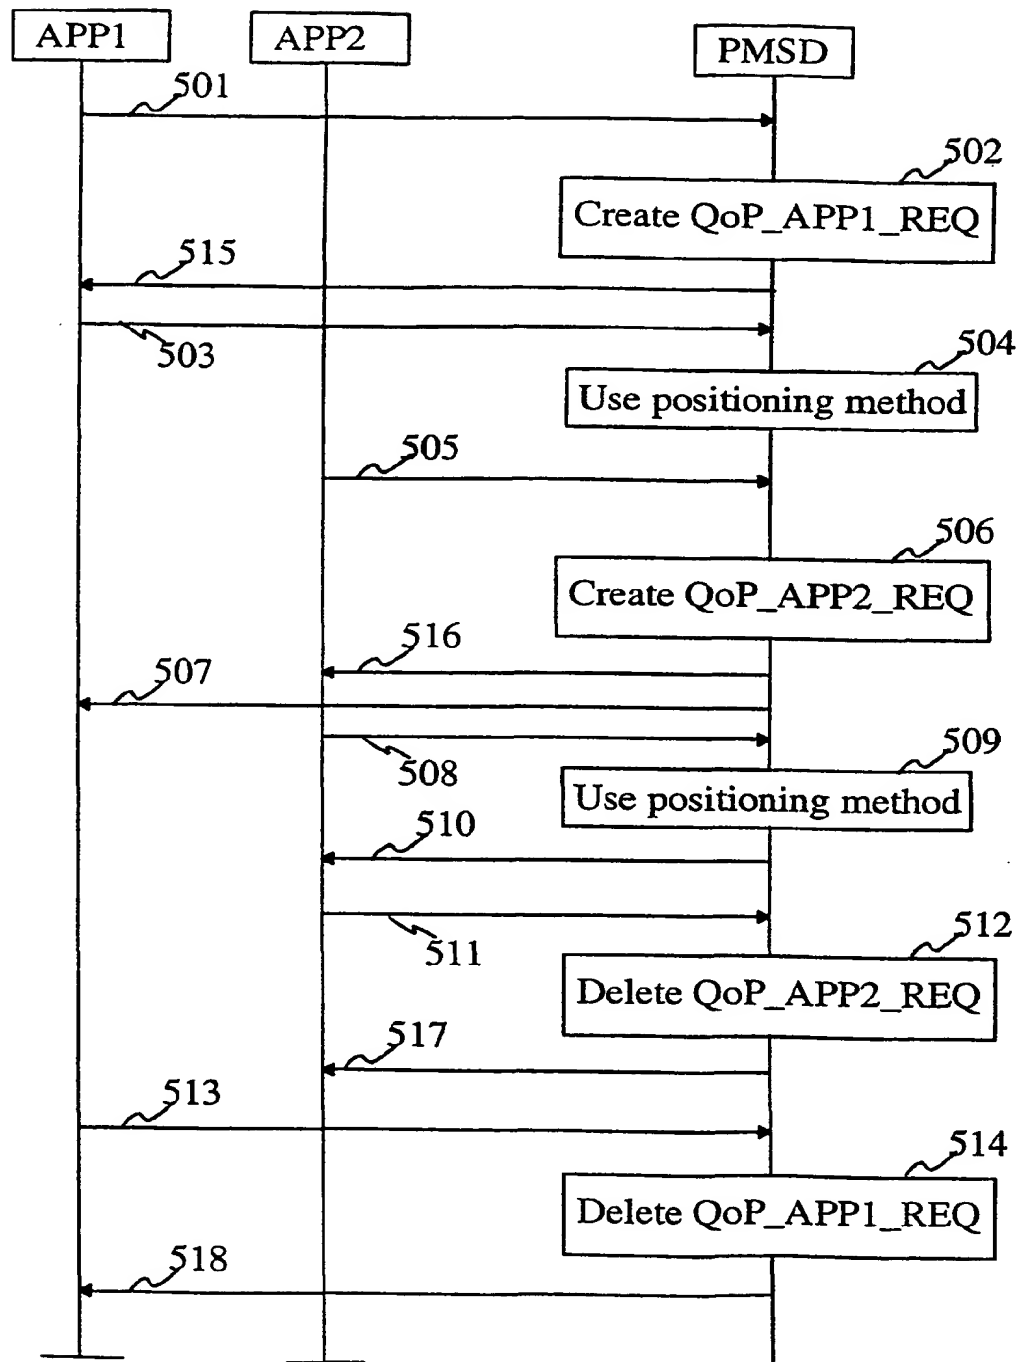 APP1
APP2
PMSD
501
502
Create QoP_APP1_REQ
515
503
504
Use positioning method
505
506
Create QoP_APP2_REQ
516
507
508
509
Use positioning method
510
511
512
Delete QoP_APP2_REQ
517
513
514
Delete QoP_APP1_REQ
518